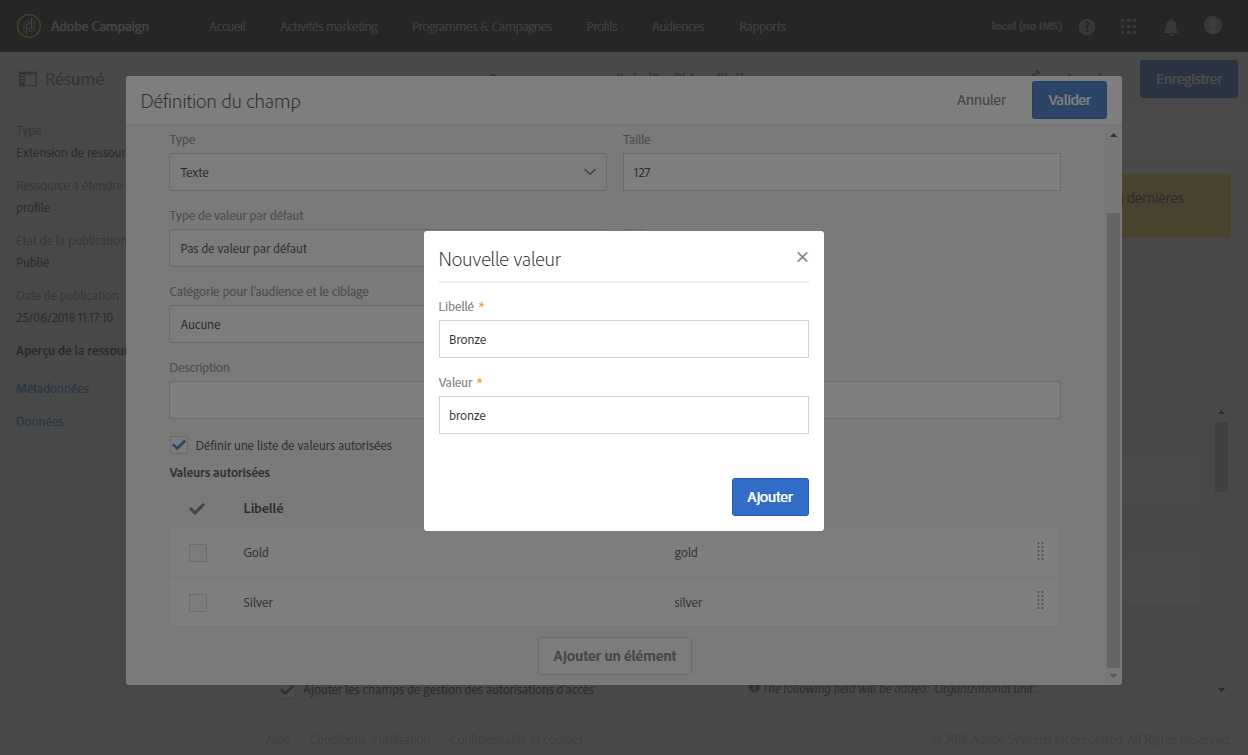 Adobe Campaign Accueil Activités marketing Programmes & Campagnes Profils Audiences Rapports local (no IMS)
Résumé Enregistrer
Définition du champ Annuler Valider
Type
Extension de ressour
Ressource à étendre
profile
Etat de la publication
Publié
Date de publication
25/06/2018 11:17:10
Aperçu de la ressour
Métadonnées
Données
Type Taille
Texte 127
Type de valeur par défaut
Pas de valeur par défaut
Catégorie pour l'audience et le ciblage
Aucune
Description
Définir une liste de valeurs autorisées
Valeurs autorisées
Libellé
Gold gold
Silver silver
Ajouter un élément
dernières
Nouvelle valeur
Libellé *
Bronze
Valeur *
bronze
Ajouter
Ajouter les champs de gestion des autorisations d'accès The following field will be added: 'Organizational unit'.
Aide Conditions d'utilisation Confidentialité et cookies © 2018 Adobe Systems Incorporated. All Rights Reserved.